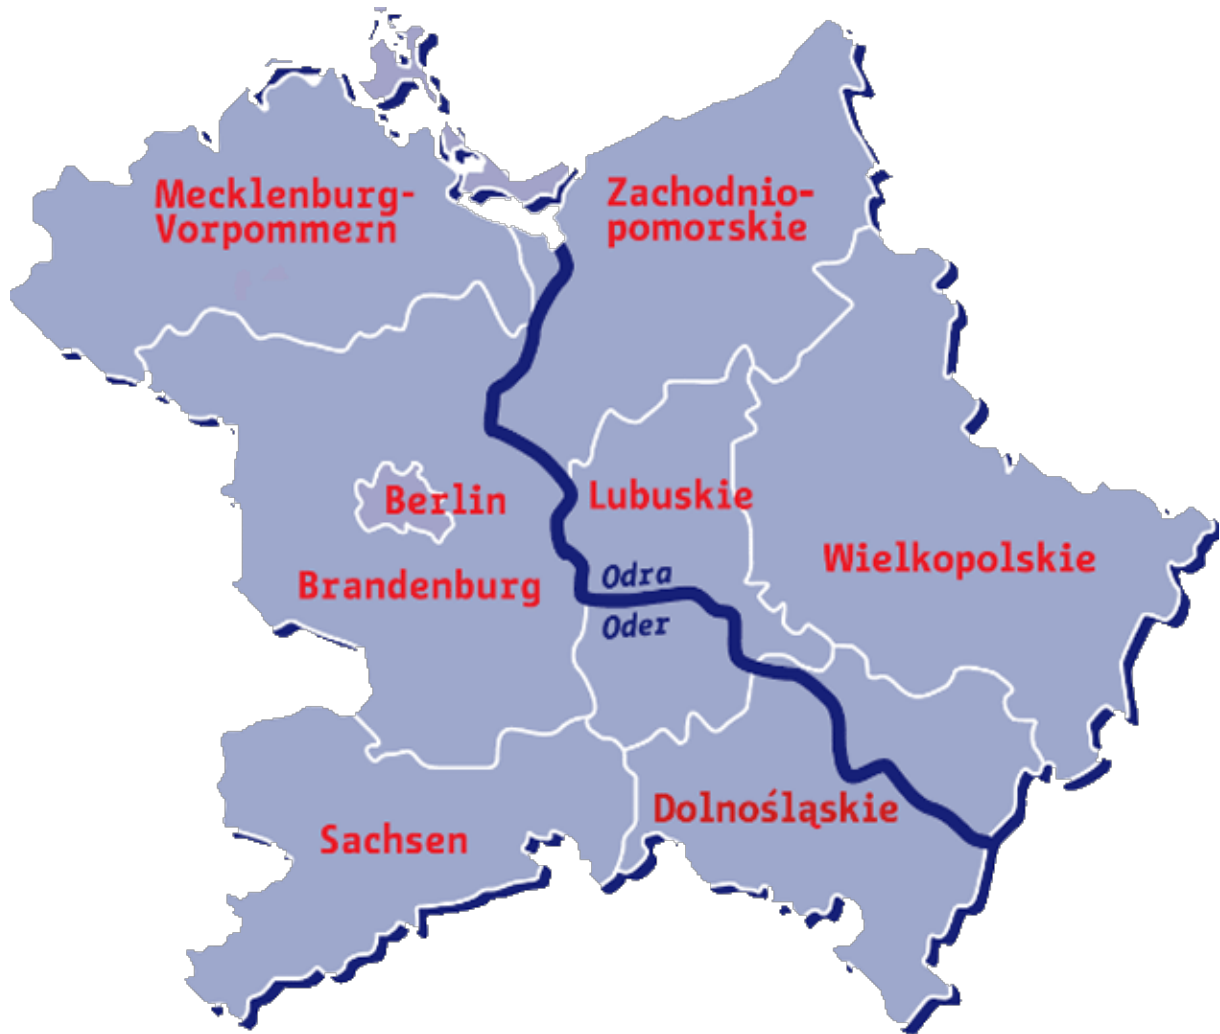 Mecklenburg-
Vorpommern
Zachodnio-
pomorskie
Berlin
Lubuskie
Wielkopolskie
Brandenburg
Odra
Oder
Dolnośląskie
Sachsen